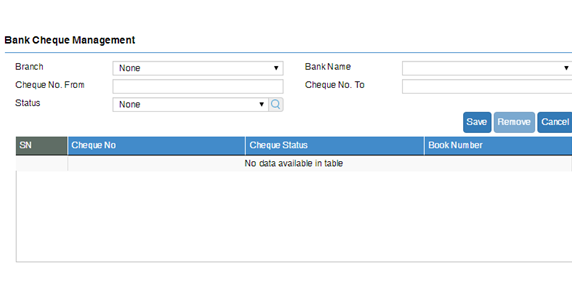 Bank Cheque Management
Branch None Bank Name
Cheque No. From Cheque No. To
Status None
Save Remove Cancel
SN Cheque No Cheque Status Book Number
No data available in table